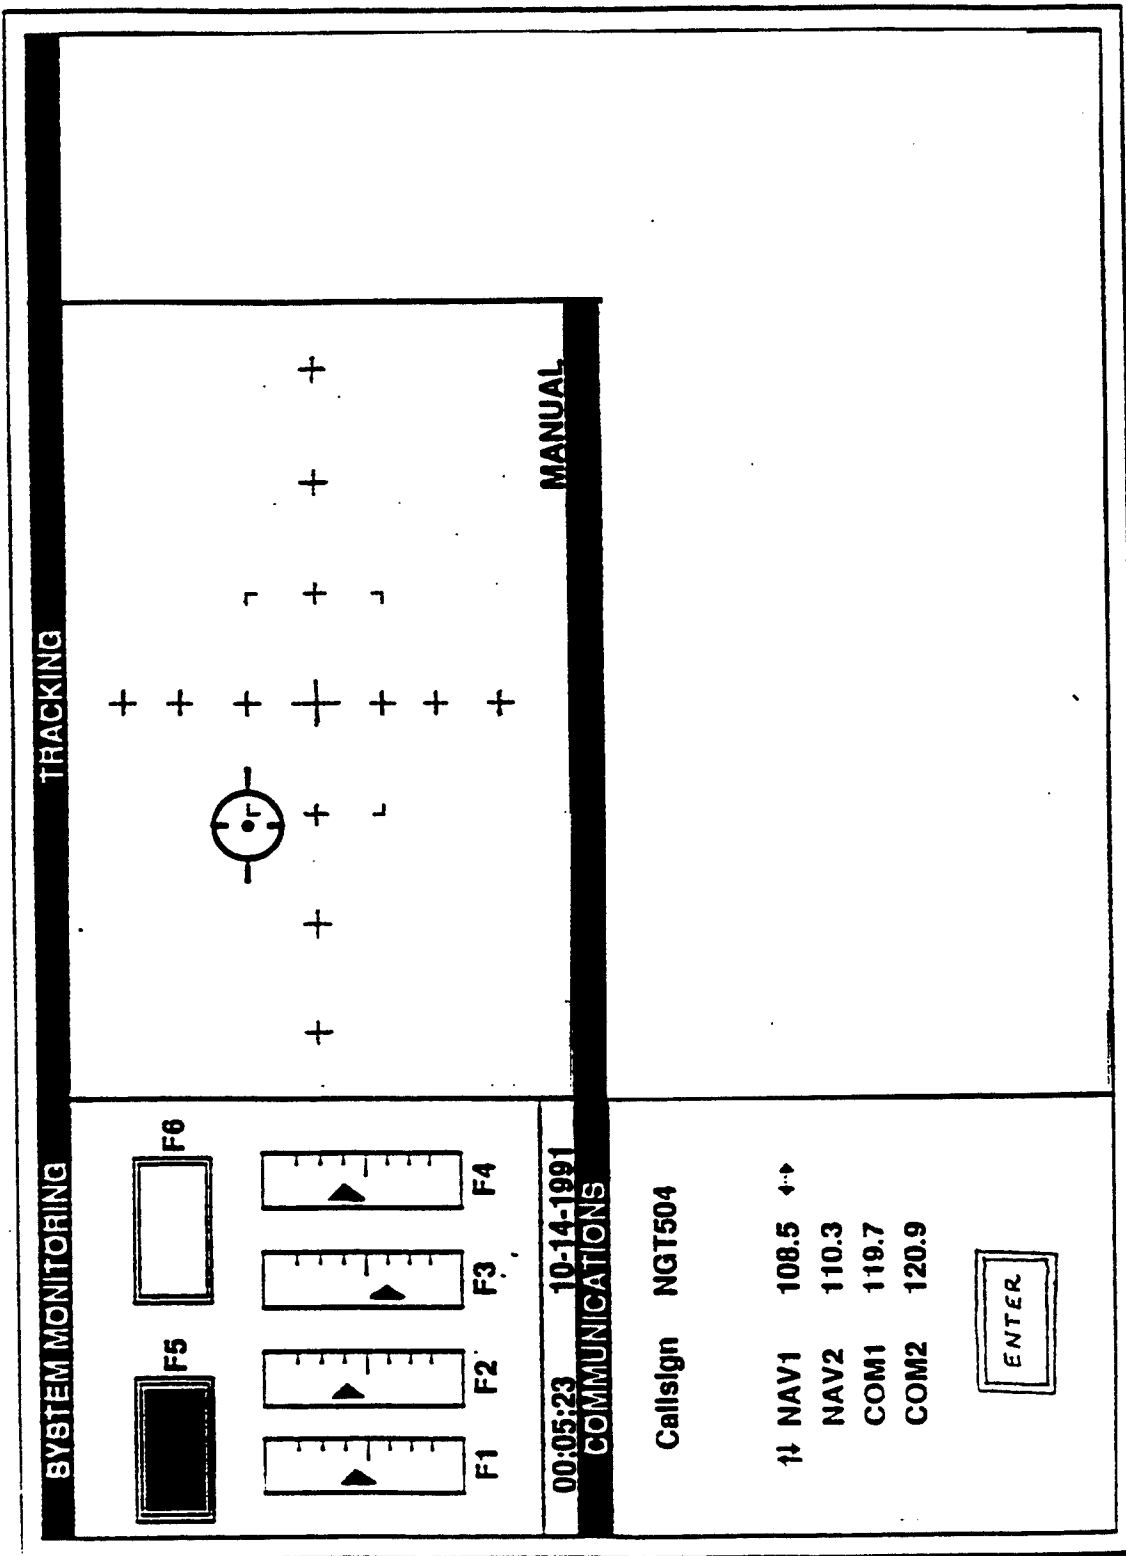 SYSTEM MONITORING
TRACKING
F5
F6
F1
F2
F3
F4
MANUAL
00:05:23 10-14-1991
COMMUNICATIONS
Callsign NGT504
↑↓ NAV1 108.5 ↔
NAV2 110.3
COM1 119.7
COM2 120.9
ENTER